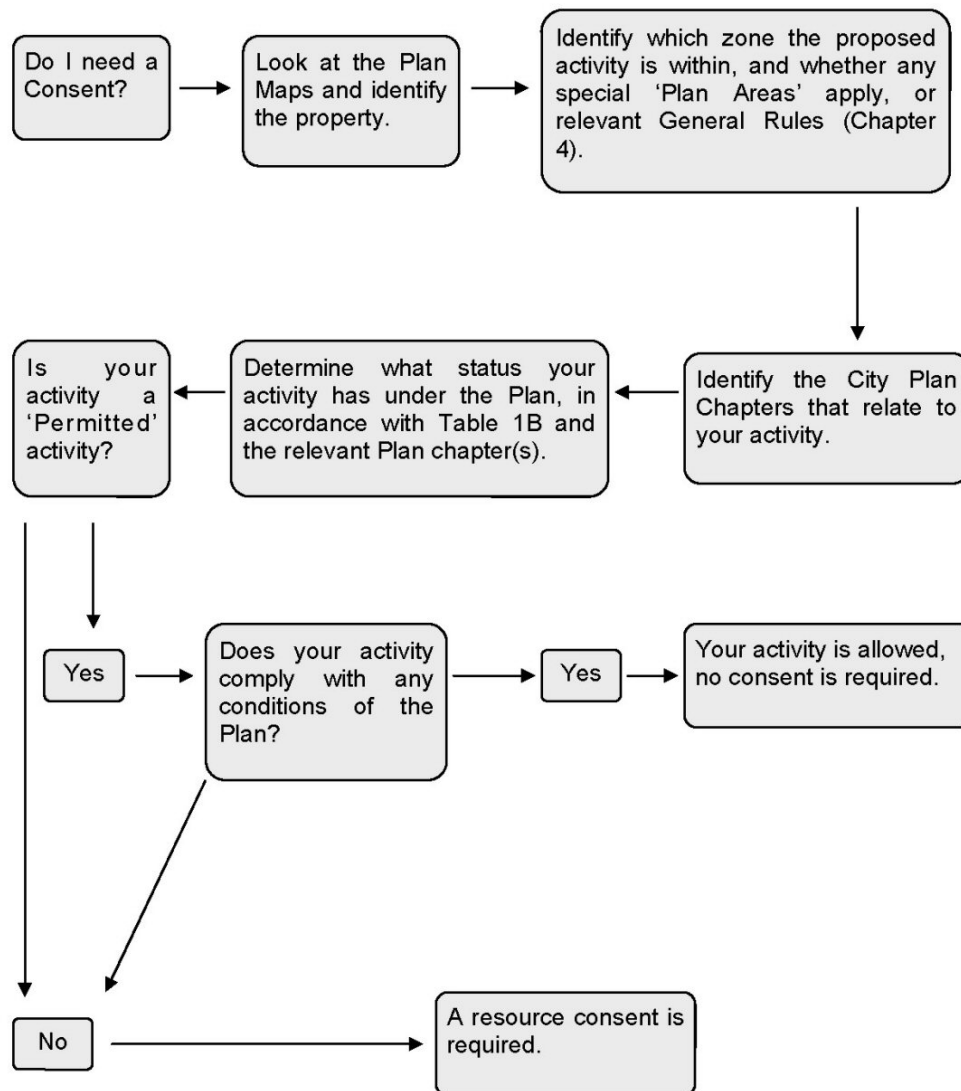 Do I need a
Consent?
Look at the Plan
Maps and identify
the property.
Identify which zone the proposed
activity is within, and whether any
special ‘Plan Areas’ apply, or
relevant General Rules (Chapter
4).
Identify the City Plan
Chapters that relate to
your activity.
Determine what status your
activity has under the Plan, in
accordance with Table 1B and
the relevant Plan chapter(s).
Is your
activity a
‘Permitted’
activity?
Yes
Does your activity
comply with any
conditions of the
Plan?
Yes
Your activity is allowed,
no consent is required.
No
A resource consent is
required.